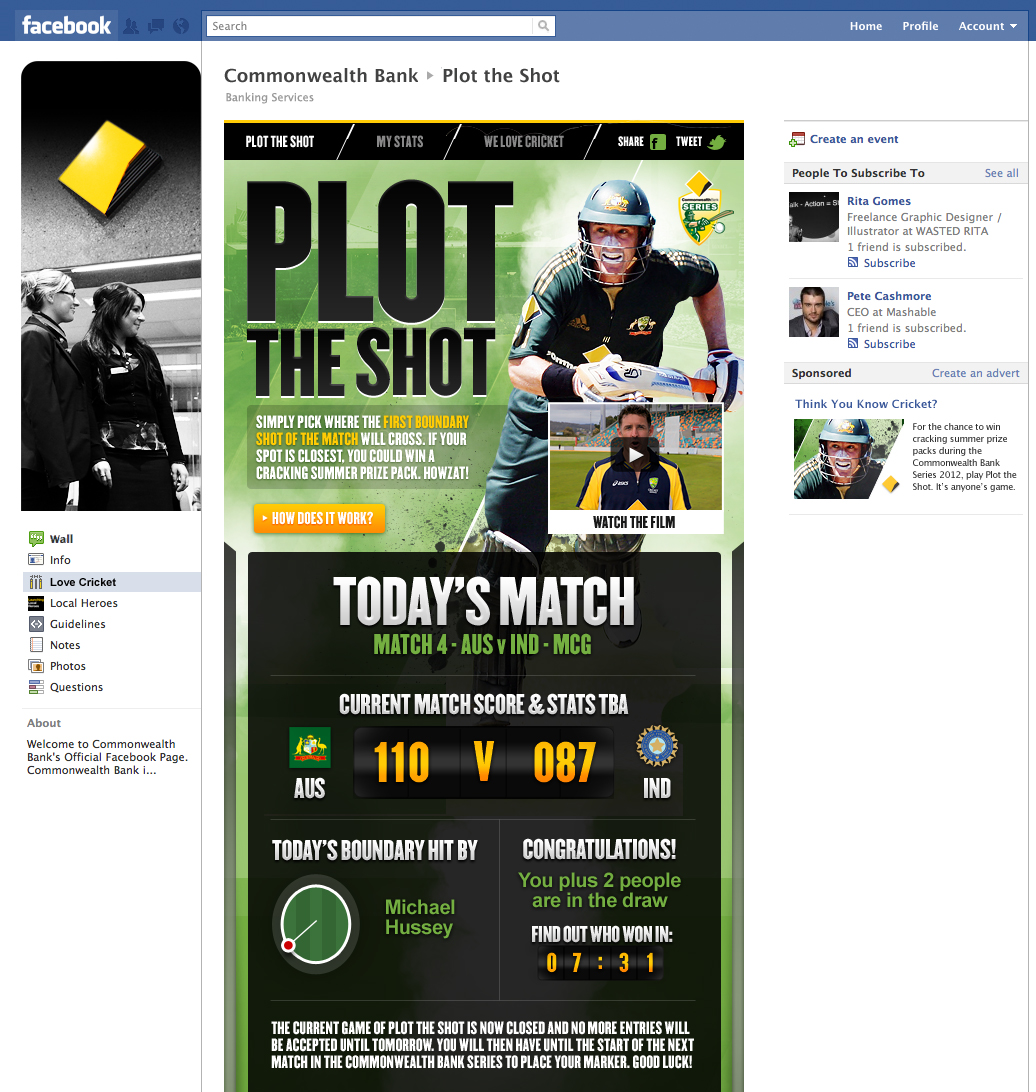 facebook
Search
Home Profile Account
Commonwealth Bank ▸ Plot the Shot
Banking Services
PLOT THE SHOT
MY STATS
WE LOVE CRICKET
SHARE
TWEET
PLOT
THE SHOT
CommonwealthBank
SERIES
adidas
AUSTRALIA
SIMPLY PICK WHERE THE FIRST BOUNDARY
SHOT OF THE MATCH WILL CROSS. IF YOUR
SPOT IS CLOSEST, YOU COULD WIN A
CRACKING SUMMER PRIZE PACK. HOWZAT!
HOW DOES IT WORK?
asics
WATCH THE FILM
TODAY'S MATCH
MATCH 4 - AUS v IND - MCG
CURRENT MATCH SCORE & STATS TBA
110 V 087
AUS
IND
TODAY'S BOUNDARY HIT BY
Michael
Hussey
CONGRATULATIONS!
You plus 2 people
are in the draw
FIND OUT WHO WON IN:
07:31
THE CURRENT GAME OF PLOT THE SHOT IS NOW CLOSED AND NO MORE ENTRIES WILL
BE ACCEPTED UNTIL TOMORROW. YOU WILL THEN HAVE UNTIL THE START OF THE NEXT
MATCH IN THE COMMONWEALTH BANK SERIES TO PLACE YOUR MARKER. GOOD LUCK!
Wall
Info
Love Cricket
Local Heroes
Guidelines
Notes
Photos
Questions
About
Welcome to Commonwealth
Bank's Official Facebook Page.
Commonwealth Bank i...
Create an event
People To Subscribe To
See all
alk - Action = S
Rita Gomes
Freelance Graphic Designer /
Illustrator at WASTED RITA
1 friend is subscribed.
Subscribe
Pete Cashmore
CEO at Mashable
1 friend is subscribed.
Subscribe
Sponsored
Create an advert
Think You Know Cricket?
For the chance to win
cracking summer prize
packs during the
Commonwealth Bank
Series 2012, play Plot the
Shot. It's anyone's game.